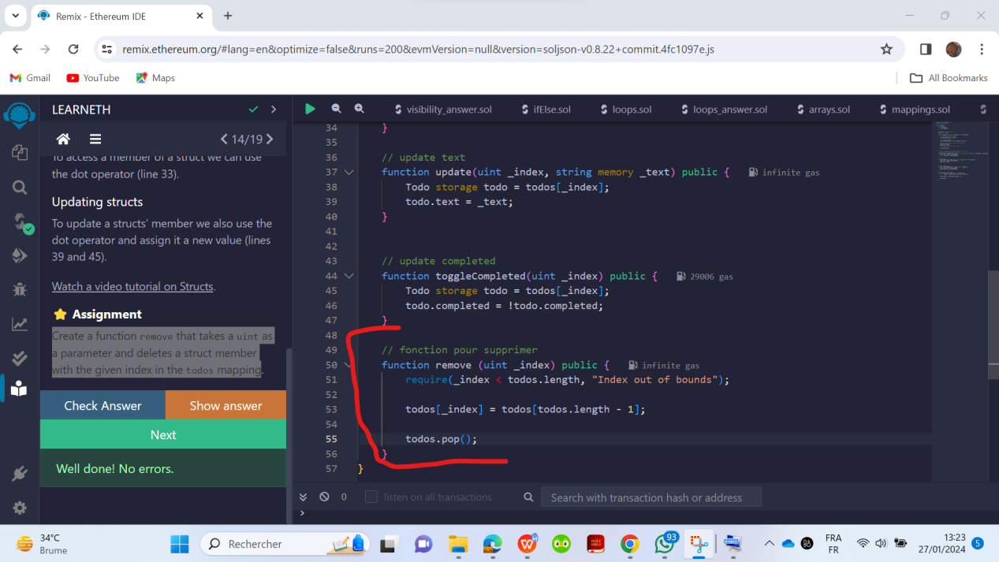 Remix - Ethereum IDE
remix.ethereum.org/#lang=en&optimize=false&runs=200&evmVersion=null&version=soljson-v0.8.22+commit.4fc1097e.js
Gmail YouTube Maps All Bookmarks
LEARNETH
14/19
To access a member of a struct we can use
the dot operator (line 33).
Updating structs
To update a structs’ member we also use the
dot operator and assign it a new value (lines
39 and 45).
Watch a video tutorial on Structs.
Assignment
Create a function remove that takes a uint as
a parameter and deletes a struct member
with the given index in the todos mapping.
Check Answer Show answer
Next
Well done! No errors.
visibility_answer.sol ifElse.sol loops.sol loops_answer.sol arrays.sol mappings.sol
34 }
35
36 // update text
37 function update(uint _index, string memory _text) public { infinite gas
38 Todo storage todo = todos[_index];
39 todo.text = _text;
40 }
41
42
43 // update completed
44 function toggleCompleted(uint _index) public { 29006 gas
45 Todo storage todo = todos[_index];
46 todo.completed = !todo.completed;
47 }
48
49 // fonction pour supprimer
50 function remove (uint _index) public { infinite gas
51 require(_index < todos.length, "Index out of bounds");
52
53 todos[_index] = todos[todos.length - 1];
54
55 todos.pop();
56 }
57 }
0 listen on all transactions Search with transaction hash or address
>
34°C
Brume
Rechercher
93
FRA
FR
13:23
27/01/2024
5